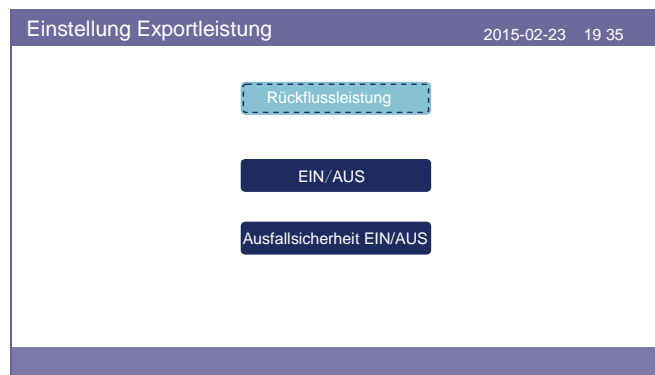 Einstellung Exportleistung
2015-02-23 19 35
Rückflussleistung
EIN/AUS
Ausfallsicherheit EIN/AUS